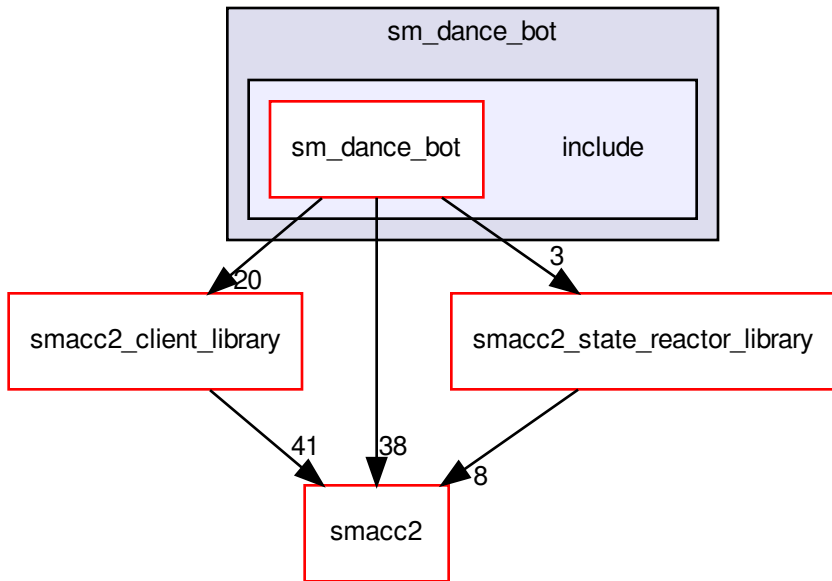 sm_dance_bot
sm_dance_bot
include
3
20
smacc2_client_library
smacc2_state_reactor_library
41
38
8
smacc2